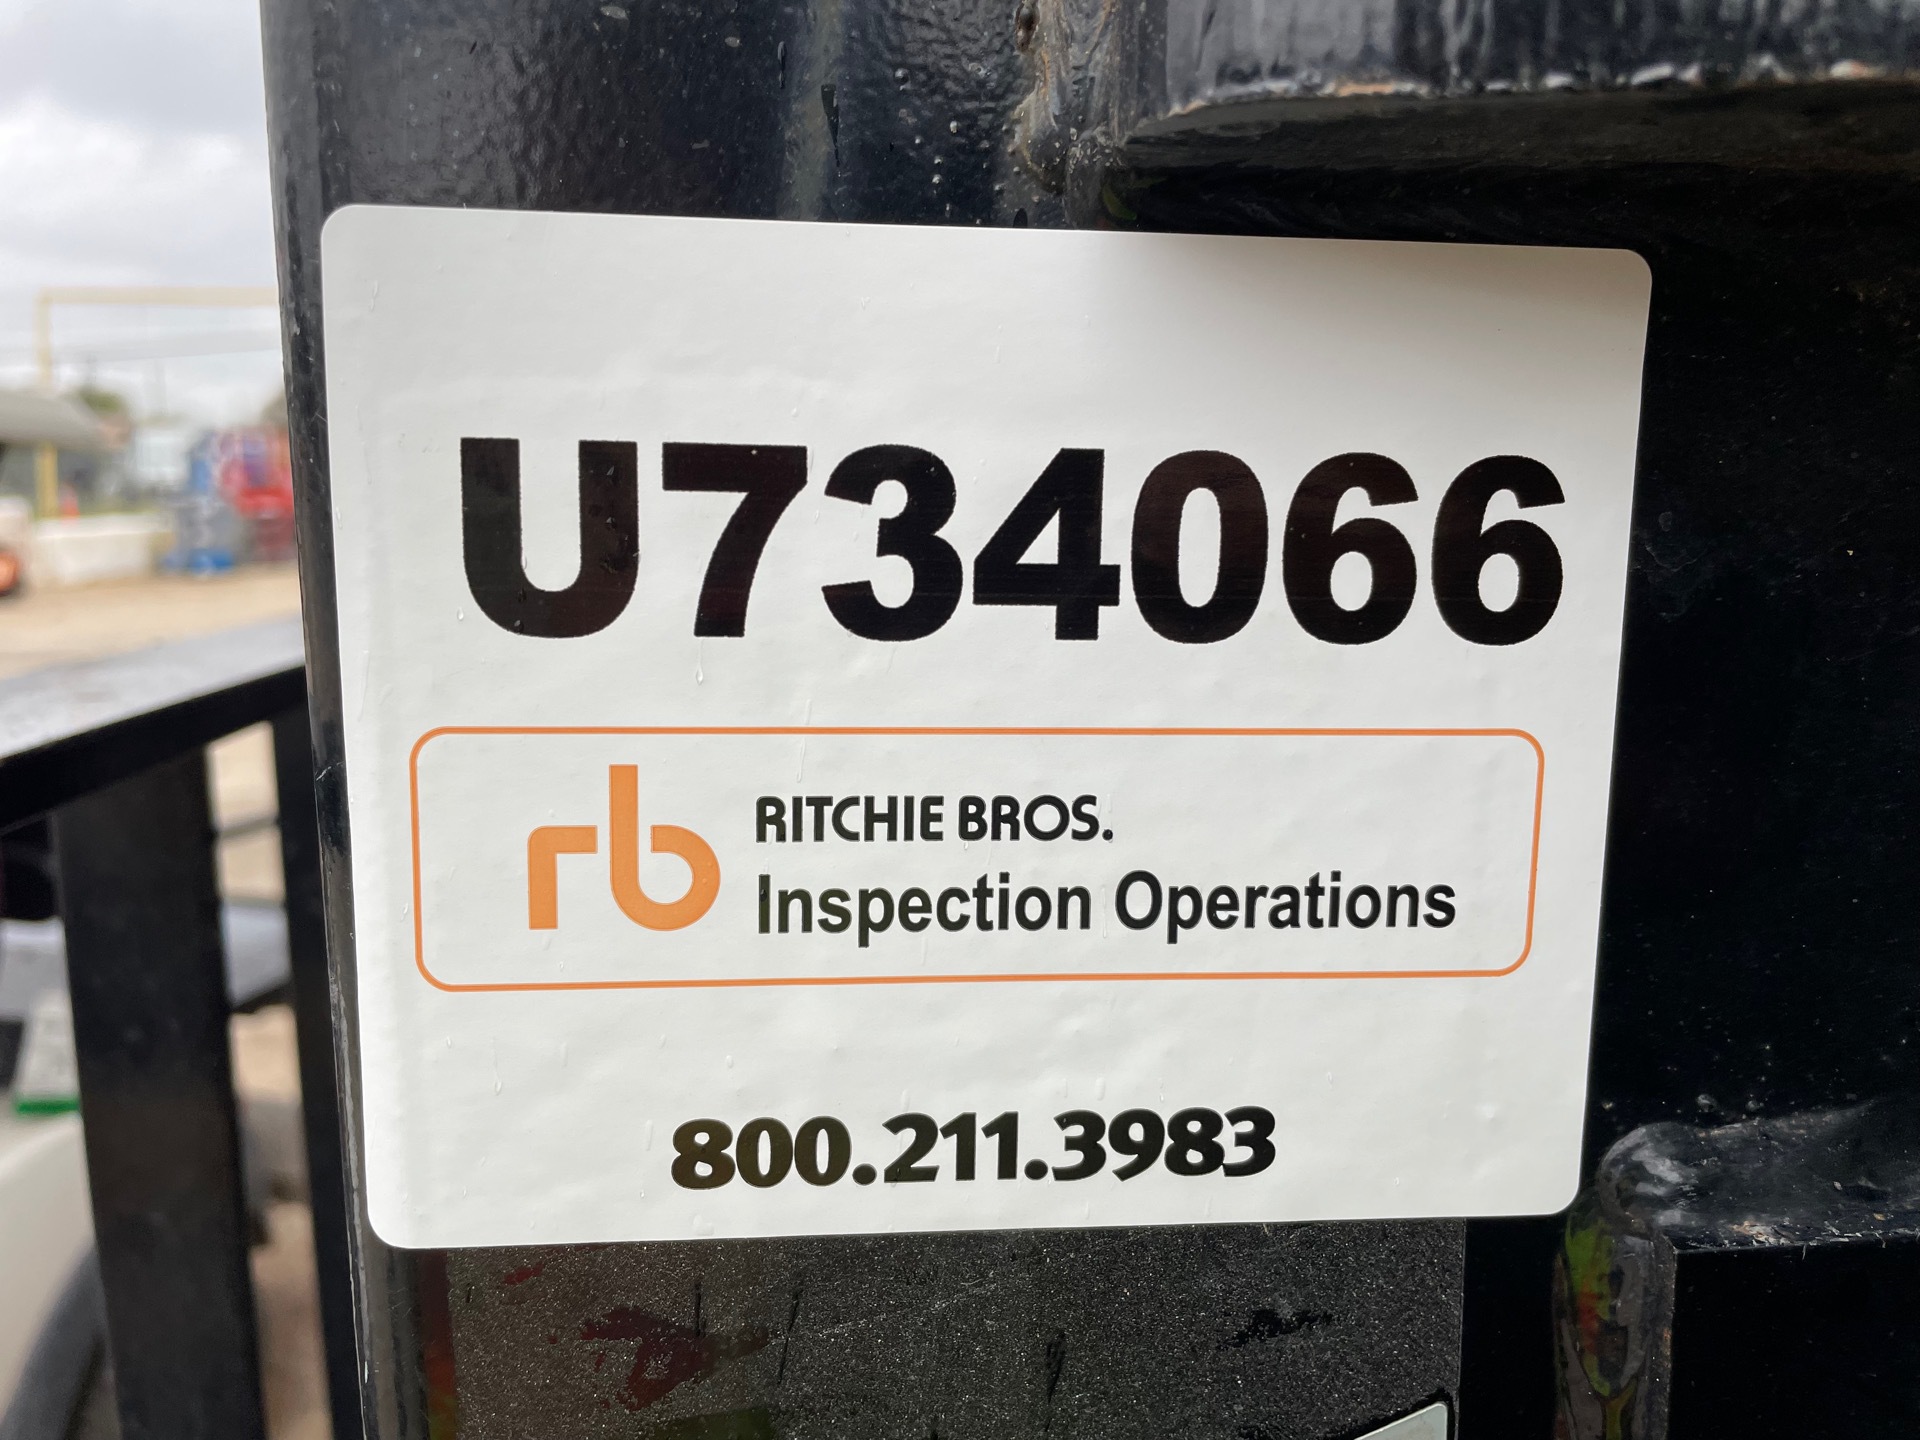 U734066
rb
RITCHIE BROS.
Inspection Operations
800.211.3983